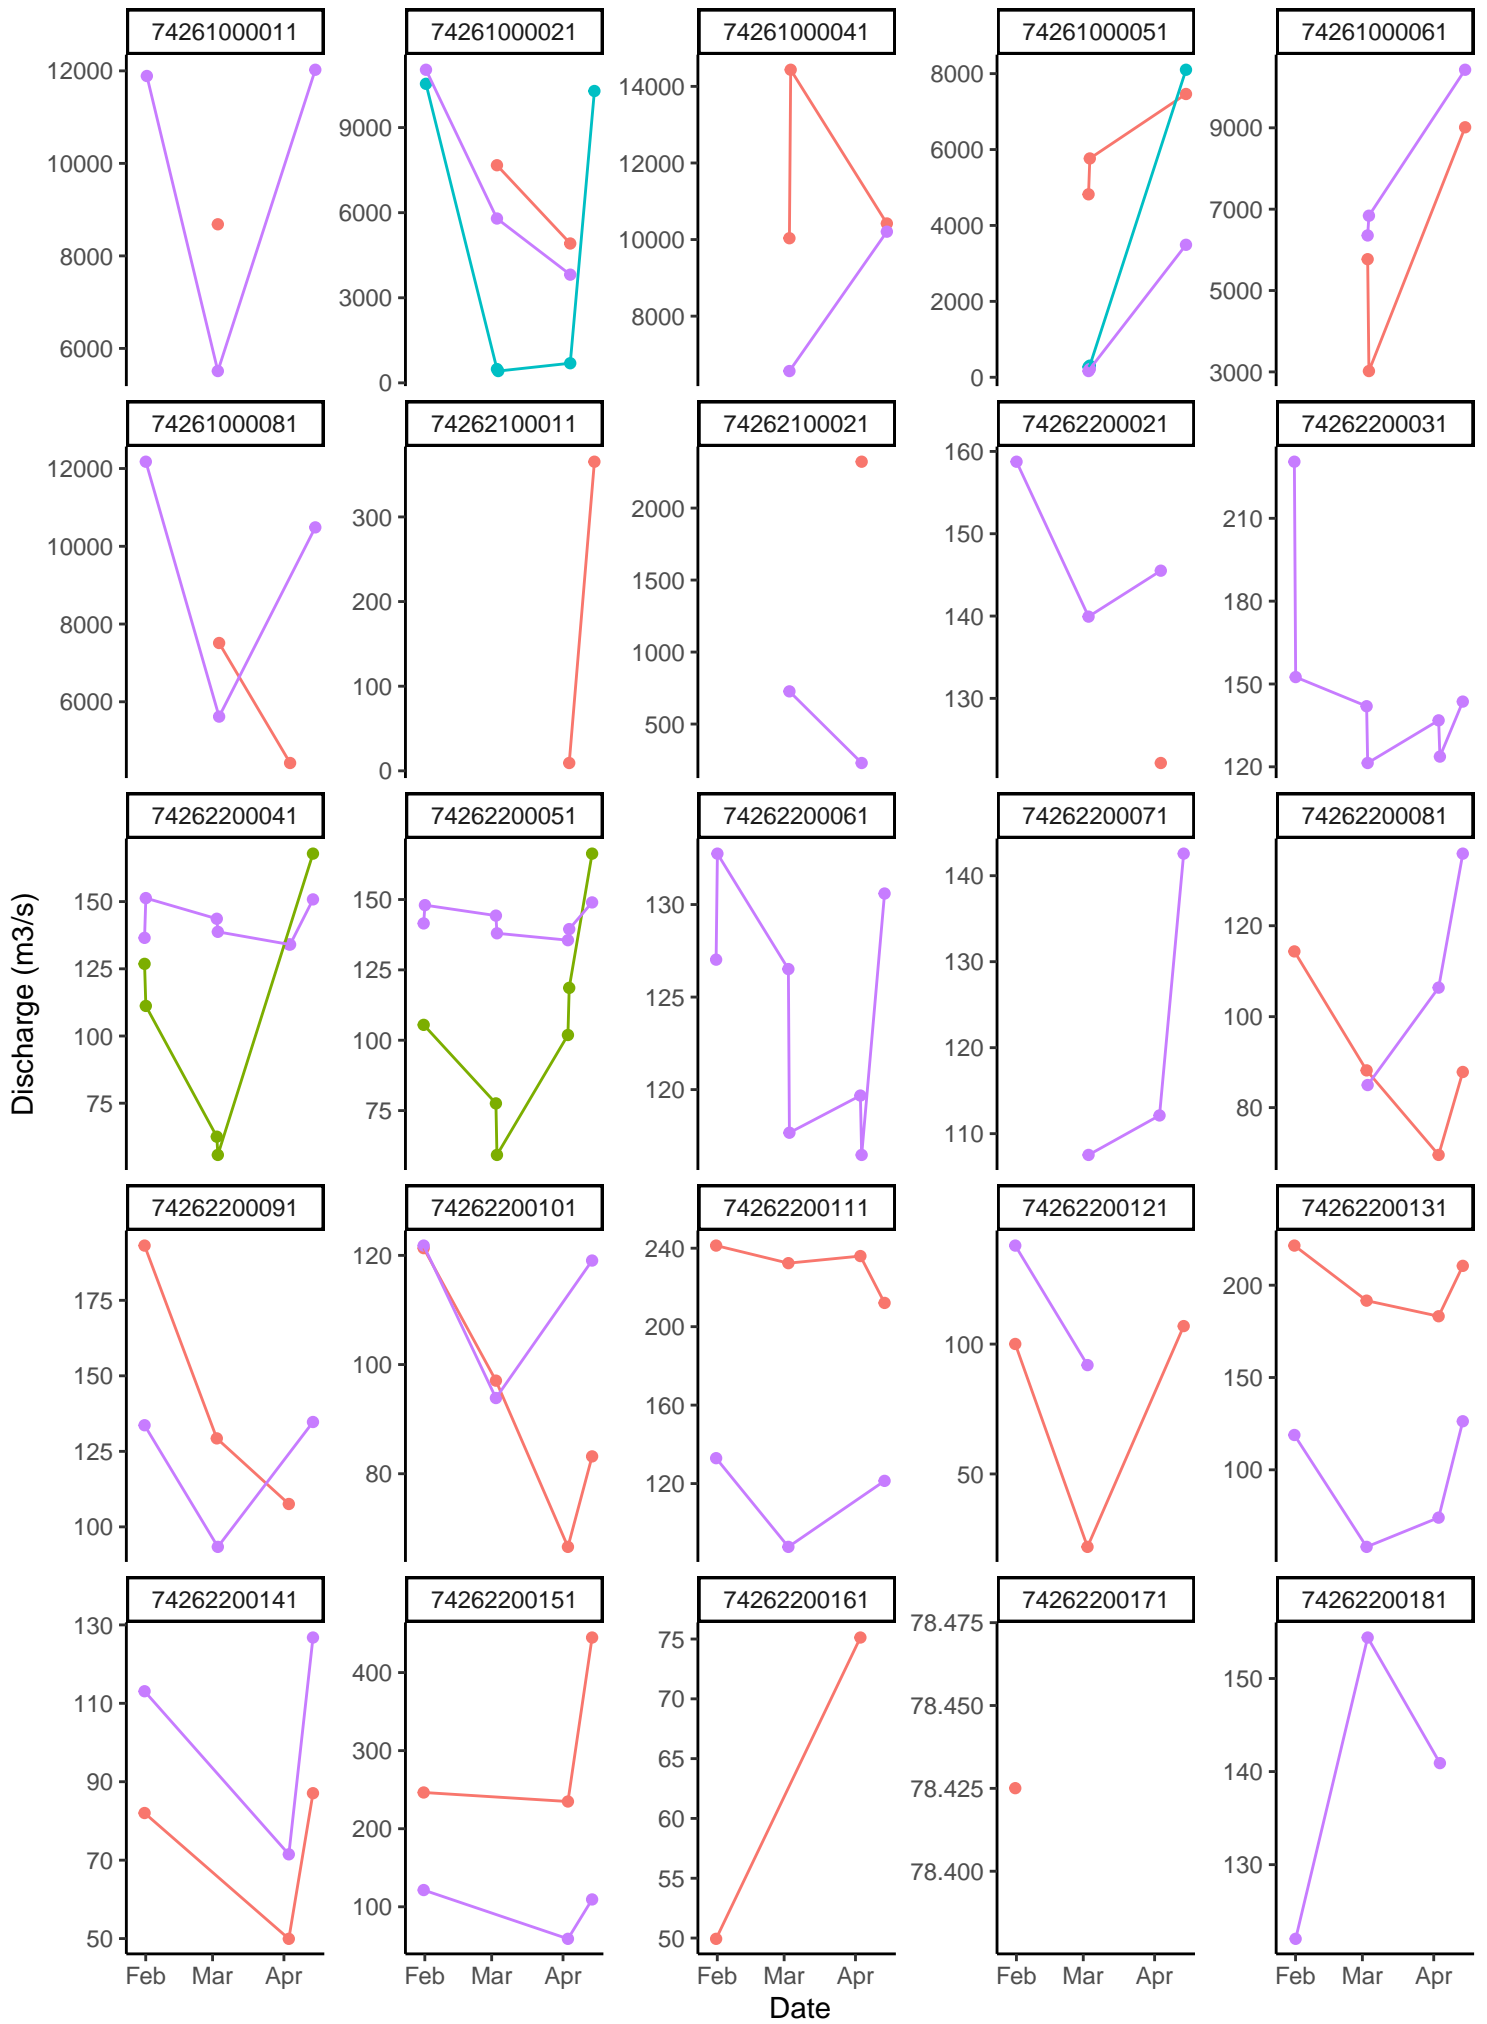 74261000011 74261000021 74261000041 74261000051 74261000061
12000 10000 8000 6000
9000 6000 3000 0
14000 12000 10000 8000
8000 6000 4000 2000 0
9000 7000 5000 3000
74261000081 74262100011 74262100021 74262200021 74262200031
12000 10000 8000 6000
300 200 100 0
2000 1500 1000 500
160 150 140 130
210 180 150 120
74262200041 74262200051 74262200061 74262200071 74262200081
150 125 100 75
150 125 100 75
130 125 120
140 130 120 110
120 100 80
Discharge (m3/s)
74262200091 74262200101 74262200111 74262200121 74262200131
175 150 125 100
120 100 80
240 200 160 120
100 50
200 150 100
74262200141 74262200151 74262200161 74262200171 74262200181
130 110 90 70 50
400 300 200 100
75 70 65 60 55 50
78.475 78.450 78.425 78.400
150 140 130
Feb Mar Apr Feb Mar Apr Feb Mar Apr Feb Mar Apr Feb Mar Apr
Date